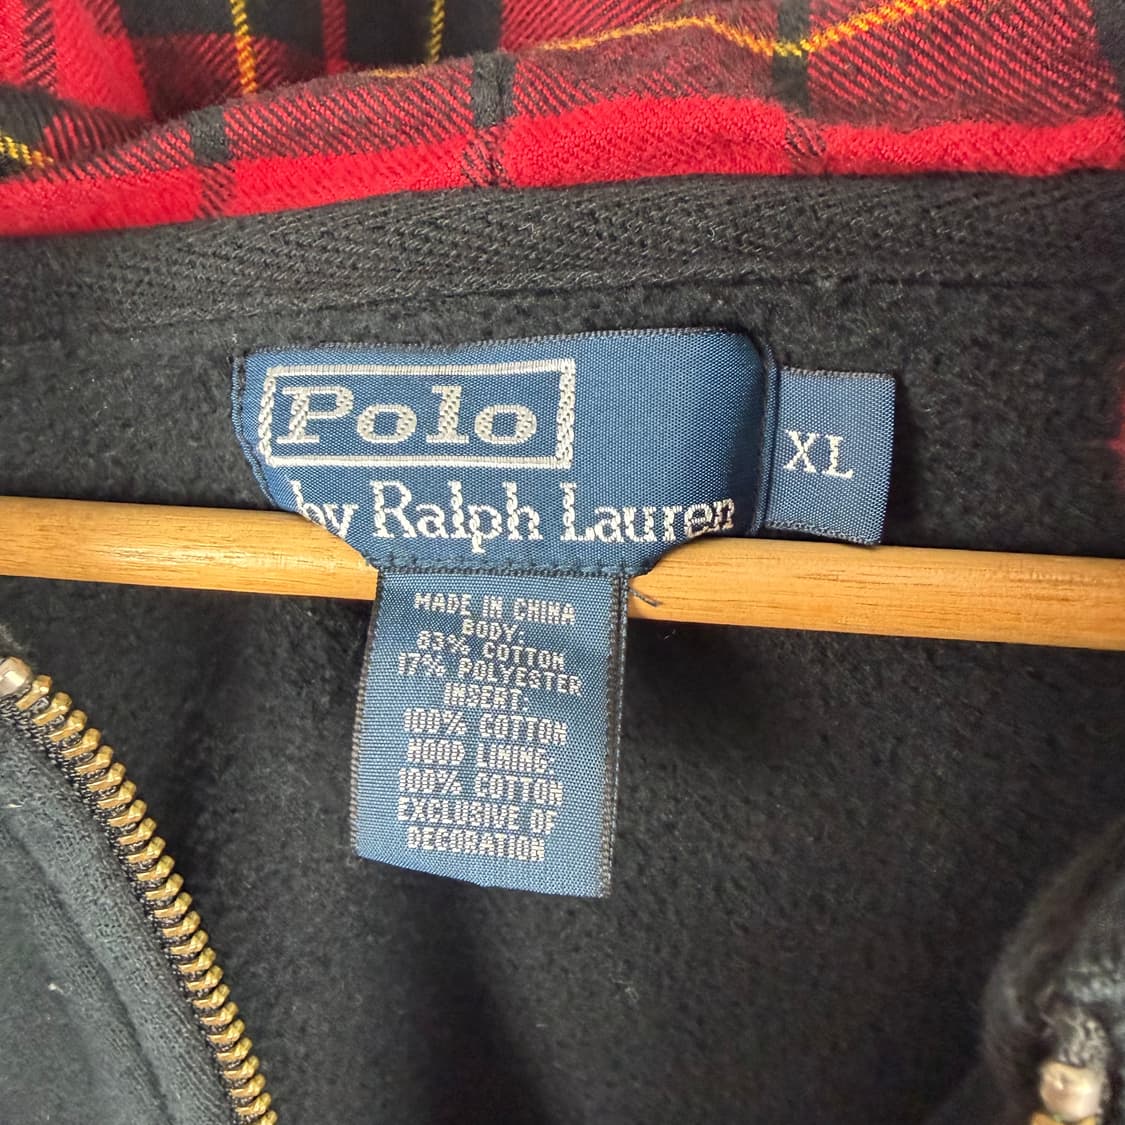 Polo
by Ralph Lauren
XL
MADE IN CHINA
BODY:
83% COTTON
17% POLYESTER
INSERT:
100% COTTON
HOOD LINING
100% COTTON
EXCLUSIVE OF
DECORATION